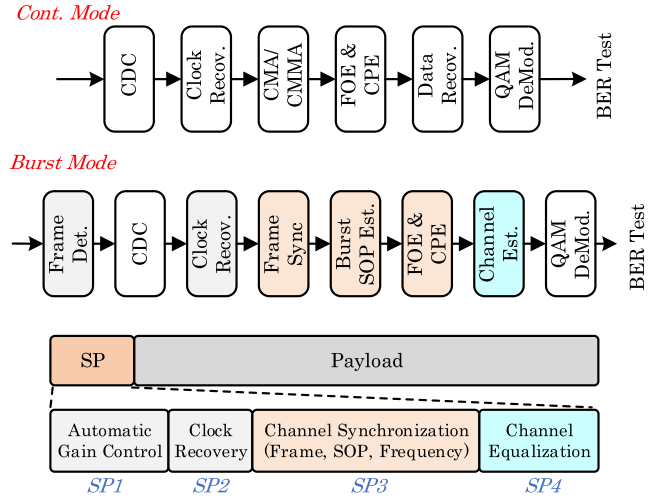 Cont. Mode
CDC
Clock
Recov.
CMA/
CMMA
FOE &
CPE
Data
Recov.
QAM
DeMod.
BER Test
Burst Mode
Frame
Det.
CDC
Clock
Recov.
Frame
Sync
Burst
SOP Est.
FOE &
CPE
Channel
Est.
QAM
DeMod.
BER Test
SP
Payload
Automatic
Gain Control
Clock
Recovery
Channel Synchronization
(Frame, SOP, Frequency)
Channel
Equalization
SP1
SP2
SP3
SP4